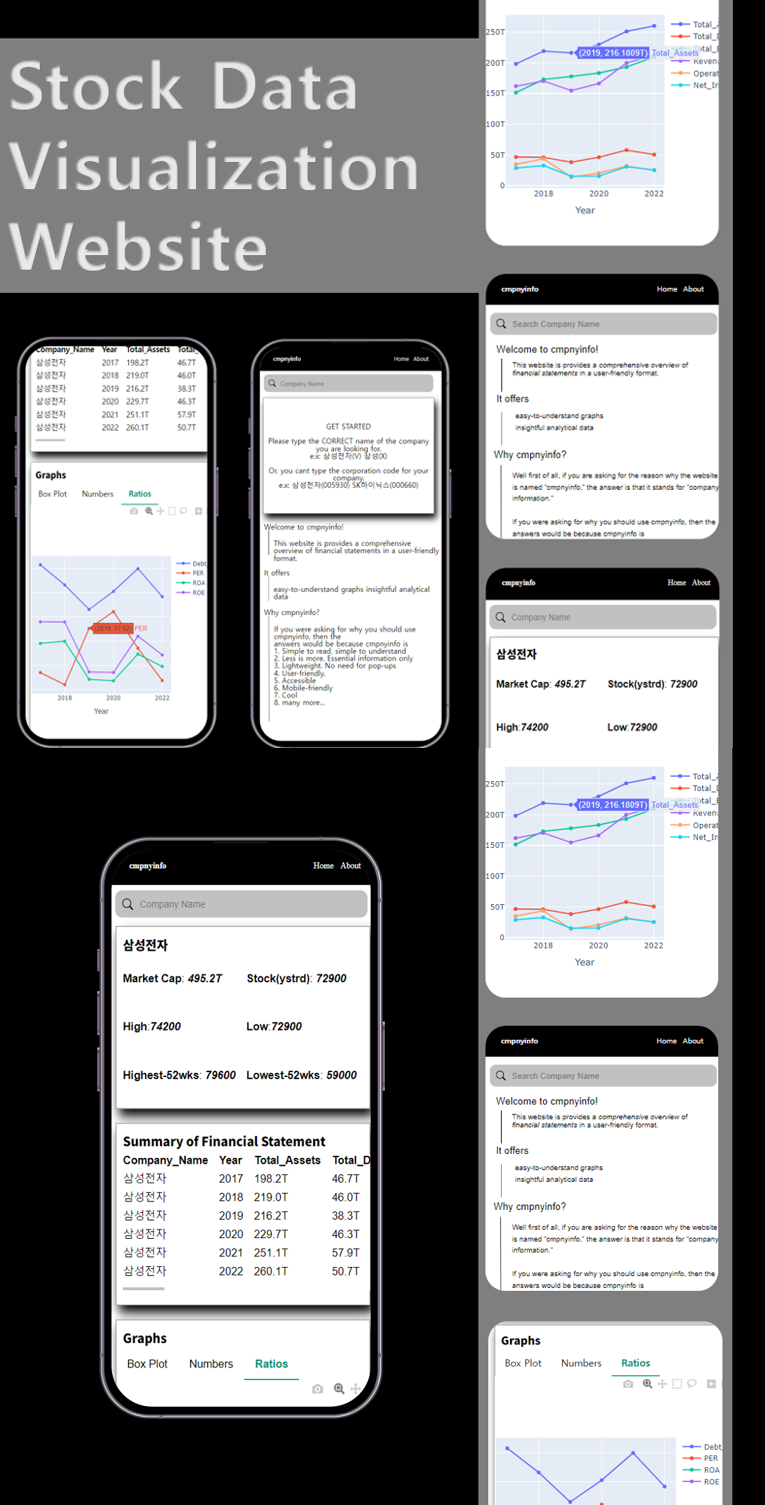 Stock Data
Visualization
Website
Company_Name Year Total_Assets Total_
삼성전자 2017 198.2T 46.7T
삼성전자 2018 219.0T 46.0T
삼성전자 2019 216.2T 38.3T
삼성전자 2020 229.7T 46.3T
삼성전자 2021 251.1T 57.9T
삼성전자 2022 260.1T 50.7T
Graphs
Box Plot Numbers Ratios
Debt
PER
ROA
ROE
(2019, 17.62) PER
2018 2020 2022
Year
cmpnyinfo Home About
Company Name
GET STARTED
Please type the CORRECT name of the company
you are looking for.
e.x: 삼성전자(V) 삼성(X)
Or, you cant type the corporation code for your
company.
e.x: 삼성전자(005930) SK하이닉스(000660)
Welcome to cmpnyinfo!
This website is provides a comprehensive
overview of financial statements in a user-friendly
format.
It offers
easy-to-understand graphs insightful analytical
data
Why cmpnyinfo?
If you were asking for why you should use
cmpnyinfo, then the
answers would be because cmpnyinfo is
1. Simple to read, simple to understand
2. Less is more. Essential information only
3. Lightweight. No need for pop-ups
4. User-friendly.
5. Accessible
6. Mobile-friendly
7. Cool
8. many more...
cmpnyinfo Home About
Company Name
삼성전자
Market Cap: 495.2T Stock(ystrd): 72900
High:74200 Low:72900
Highest-52wks: 79600 Lowest-52wks: 59000
Summary of Financial Statement
Company_Name Year Total_Assets Total_D
삼성전자 2017 198.2T 46.7T
삼성전자 2018 219.0T 46.0T
삼성전자 2019 216.2T 38.3T
삼성전자 2020 229.7T 46.3T
삼성전자 2021 251.1T 57.9T
삼성전자 2022 260.1T 50.7T
Graphs
Box Plot Numbers Ratios
250T
200T
150T
100T
50T
0
2018 2020 2022
Year
(2019, 216.1809T) Total_Assets
Total_A
Total_D
Total_E
Reven
Operat
Net_In
cmpnyinfo Home About
Search Company Name
Welcome to cmpnyinfo!
This website is provides a comprehensive overview of
financial statements in a user-friendly format.
It offers
easy-to-understand graphs
insightful analytical data
Why cmpnyinfo?
Well first of all, if you are asking for the reason why the website
is named "cmpnyinfo," the answer is that it stands for "company
information."
If you were asking for why you should use cmpnyinfo, then the
answers would be because cmpnyinfo is
cmpnyinfo Home About
Company Name
삼성전자
Market Cap: 495.2T Stock(ystrd): 72900
High:74200 Low:72900
250T
200T
150T
100T
50T
0
2018 2020 2022
Year
(2019, 216.1809T) Total_Assets
Total_A
Total_D
Total_E
Reven
Operat
Net_In
cmpnyinfo Home About
Search Company Name
Welcome to cmpnyinfo!
This website is provides a comprehensive overview of
financial statements in a user-friendly format.
It offers
easy-to-understand graphs
insightful analytical data
Why cmpnyinfo?
Well first of all, if you are asking for the reason why the website
is named "cmpnyinfo," the answer is that it stands for "company
information."
If you were asking for why you should use cmpnyinfo, then the
answers would be because cmpnyinfo is
Graphs
Box Plot Numbers Ratios
Debt_
PER
ROA
ROE